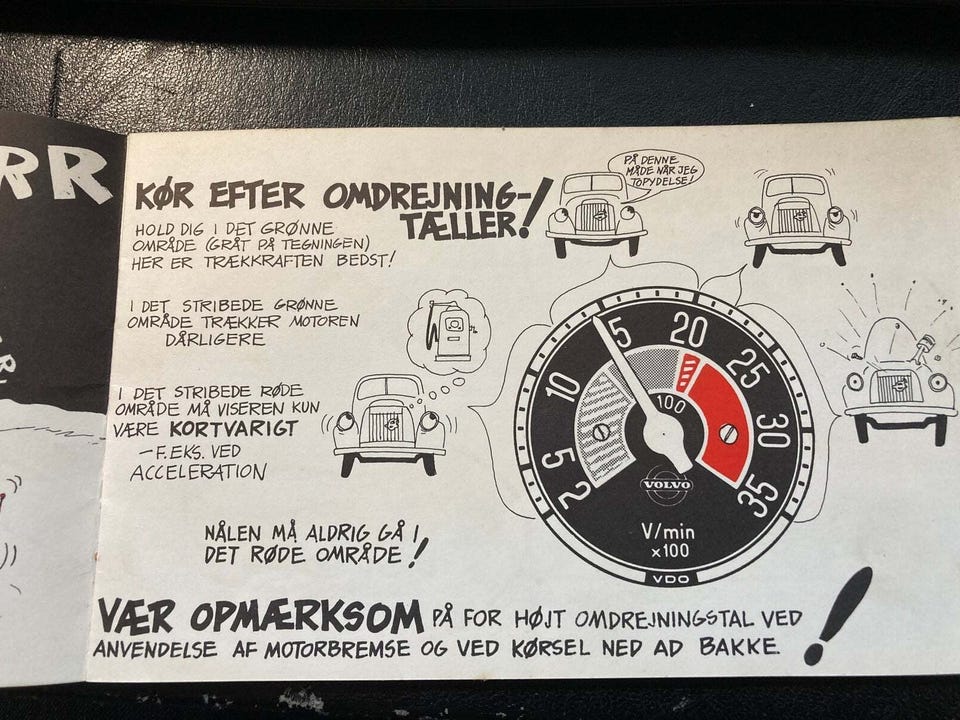 RR
KØR EFTER OMDREJNING-
TÆLLER!
HOLD DIG I DET GRØNNE
OMRÅDE (GRÅT PÅ TEGNINGEN)
HER ER TRÆKKRAFTEN BEDST!
I DET STRIBEDE GRØNNE
OMRÅDE TRÆKKER MOTOREN
DÅRLIGERE
I DET STRIBEDE RØDE
OMRÅDE MÅ VISEREN KUN
VÆRE KORTVARIGT
– F.EKS. VED
ACCELERATION
NÅLEN MÅ ALDRIG GÅ I
DET RØDE OMRÅDE!
PÅ DENNE
MÅDE NÅR JEG
TOPYDELSE!
2
5
10
15
20
25
30
35
100
VOLVO
V/min
x100
VDO
VÆR OPMÆRKSOM PÅ FOR HØJT OMDREJNINGSTAL VED
ANVENDELSE AF MOTORBREMSE OG VED KØRSEL NED AD BAKKE!